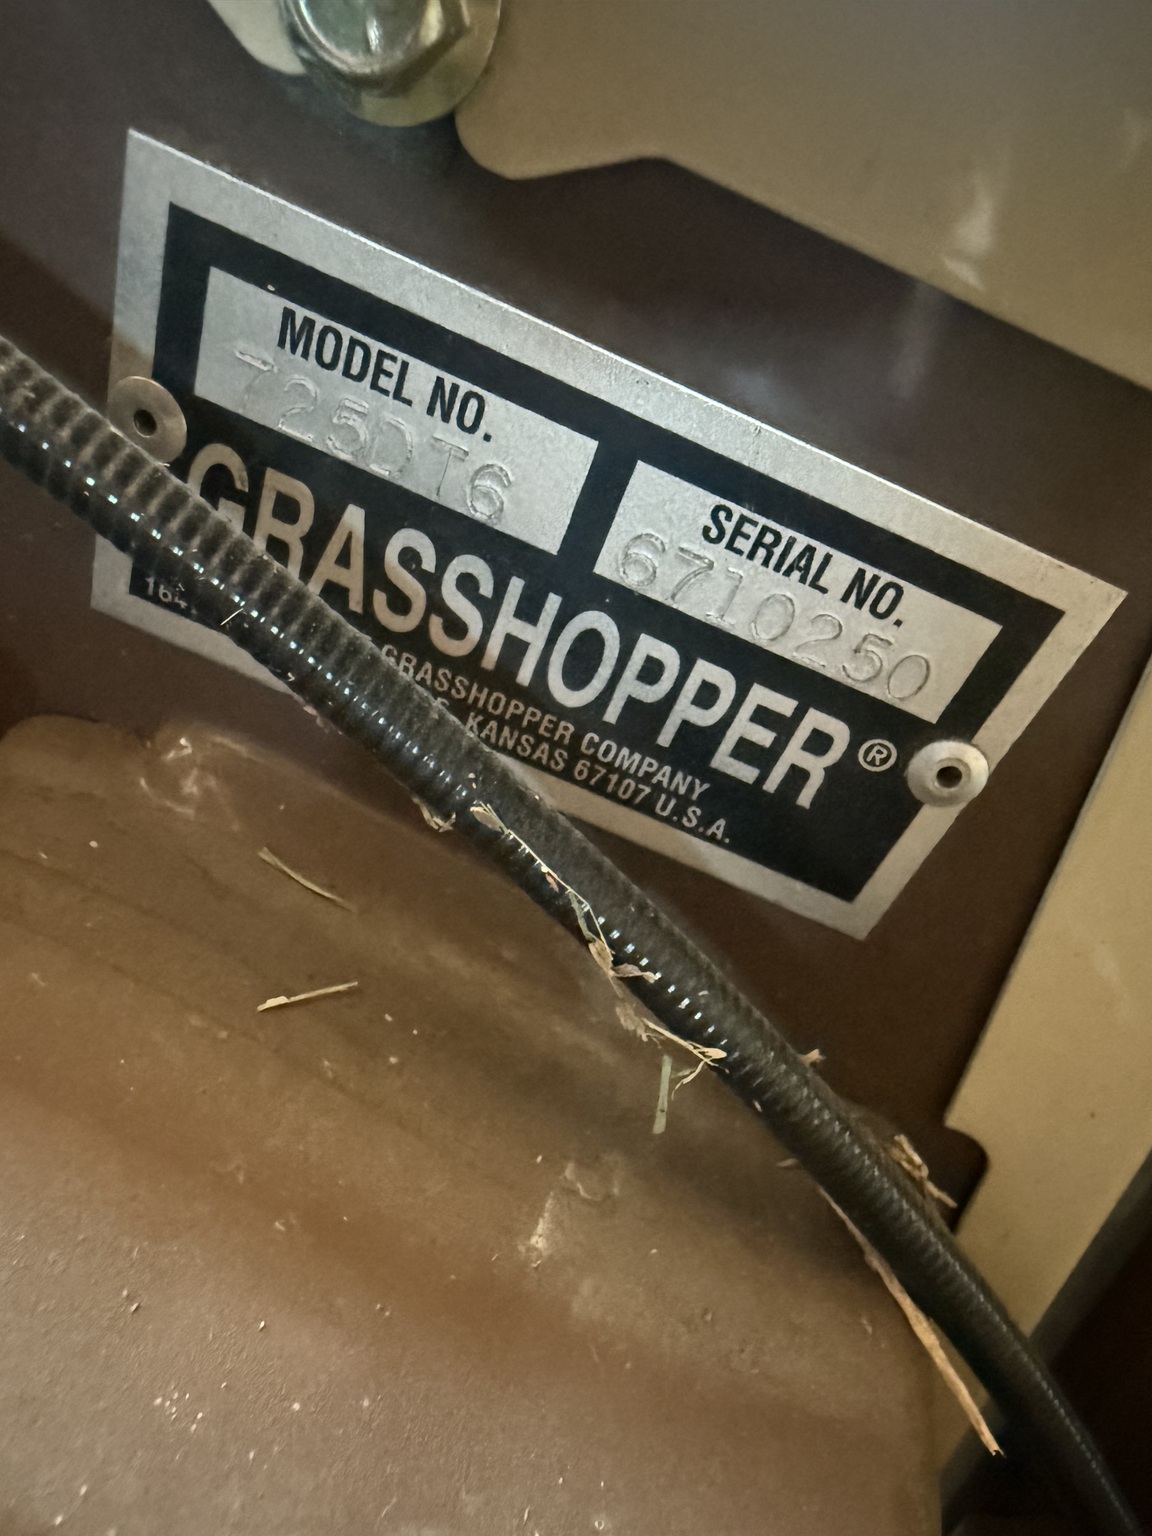 MODEL NO.
725DT6
SERIAL NO.
6710250
GRASSHOPPER®
GRASSHOPPER COMPANY
KANSAS 67107 U.S.A.